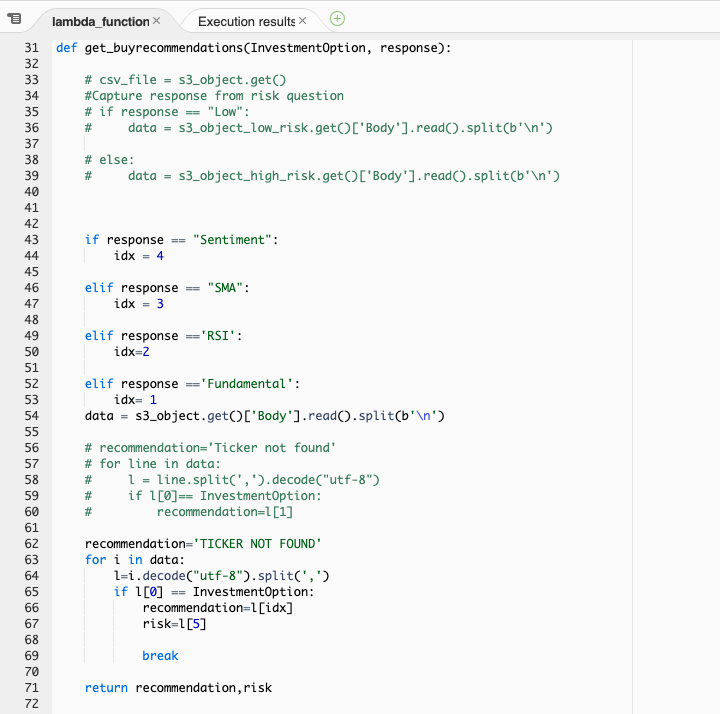 lambda_function × Execution results ×
31 def get_buyrecommendations(InvestmentOption, response):
32
33     # csv_file = s3_object.get()
34     #Capture response from risk question
35     # if response == "Low":
36     #     data = s3_object_low_risk.get()['Body'].read().split(b'\n')
37
38     # else:
39     #     data = s3_object_high_risk.get()['Body'].read().split(b'\n')
40
41
42
43     if response == "Sentiment":
44         idx = 4
45
46     elif response == "SMA":
47         idx = 3
48
49     elif response =='RSI':
50         idx=2
51
52     elif response =='Fundamental':
53         idx= 1
54     data = s3_object.get()['Body'].read().split(b'\n')
55
56     # recommendation='Ticker not found'
57     # for line in data:
58     #     l = line.split(',').decode("utf-8")
59     #     if l[0]== InvestmentOption:
60     #         recommendation=l[1]
61
62     recommendation='TICKER NOT FOUND'
63     for i in data:
64         l=i.decode("utf-8").split(',')
65         if l[0] == InvestmentOption:
66             recommendation=l[idx]
67             risk=l[5]
68
69             break
70
71     return recommendation,risk
72